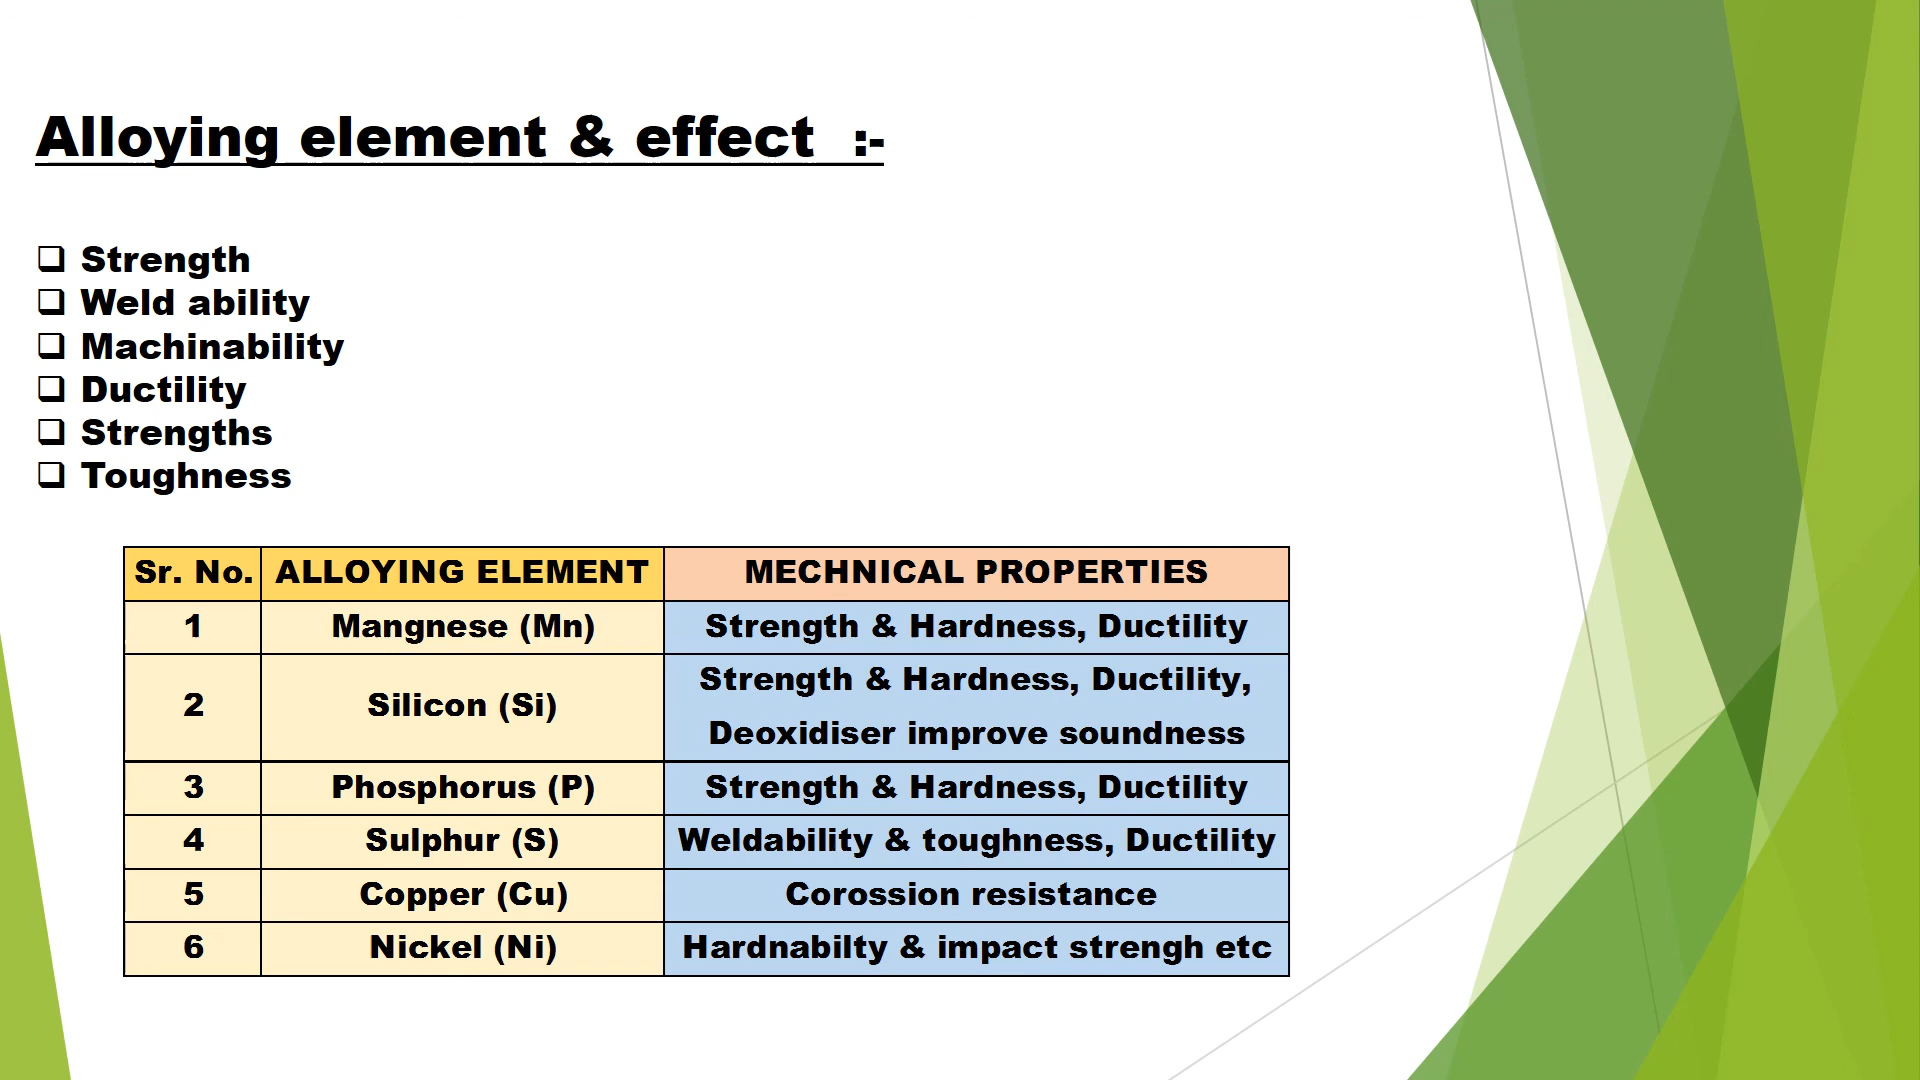 Alloying element & effect :-
❑ Strength
❑ Weld ability
❑ Machinability
❑ Ductility
❑ Strengths
❑ Toughness
Sr. No. ALLOYING ELEMENT MECHNICAL PROPERTIES
1 Mangnese (Mn) Strength & Hardness, Ductility
2 Silicon (Si) Strength & Hardness, Ductility,
Deoxidiser improve soundness
3 Phosphorus (P) Strength & Hardness, Ductility
4 Sulphur (S) Weldability & toughness, Ductility
5 Copper (Cu) Corossion resistance
6 Nickel (Ni) Hardnabilty & impact strengh etc